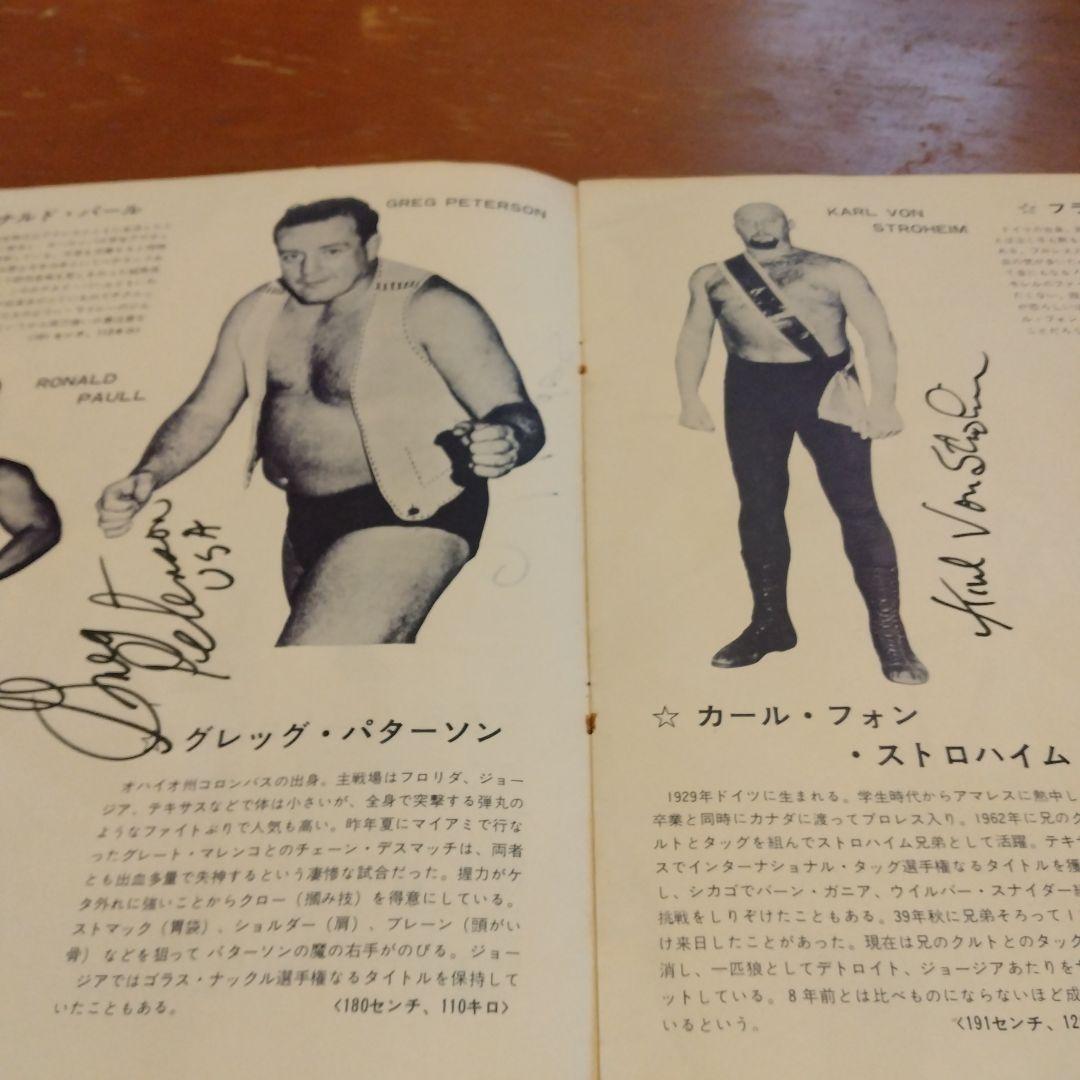 ナルド・パール
RONALD
PAULL
GREG PETERSON
Greg
Peterson
USA
グレッグ・パターソン
オハイオ州コロンバスの出身。主戦場はフロリダ、ジョー
ジア、テキサスなどで体は小さいが、全身で突撃する弾丸の
ようなファイトぶりで人気も高い。昨年夏にマイアミで行な
ったグレート・マレンコとのチェーン・デスマッチは、両者
とも出血多量で失神するという凄惨な試合だった。握力がケ
タ外れに強いことからクロー（摑み技）を得意にしている。
ストマック（胃袋）、ショルダー（肩）、ブレーン（頭がい
骨）などを狙って パターソンの魔の右手がのびる。ジョー
ジアではゴラス・ナックル選手権なるタイトルを保持して
いたこともある。
〈180センチ、110キロ〉
KARL VON
STROHEIM
☆ フラ
Karl Von Stroheim
☆ カール・フォン
・ストロハイム
1929年ドイツに生まれる。学生時代からアマレスに熱中し
卒業と同時にカナダに渡ってプロレス入り。1962年に兄のク
ルトとタッグを組んでストロハイム兄弟として活躍。テキ
スでインターナショナル・タッグ選手権なるタイトルを獲
し、シカゴでバーン・ガニア、ウイルバー・スナイダー組
挑戦をしりぞけたこともある。39年秋に兄弟そろって
け来日したことがあった。現在は兄のクルトとのタック
消し、一匹狼としてデトロイト、ジョージアあたりを
ットしている。8年前とは比べものにならないほど成
いるという。
〈191センチ、12